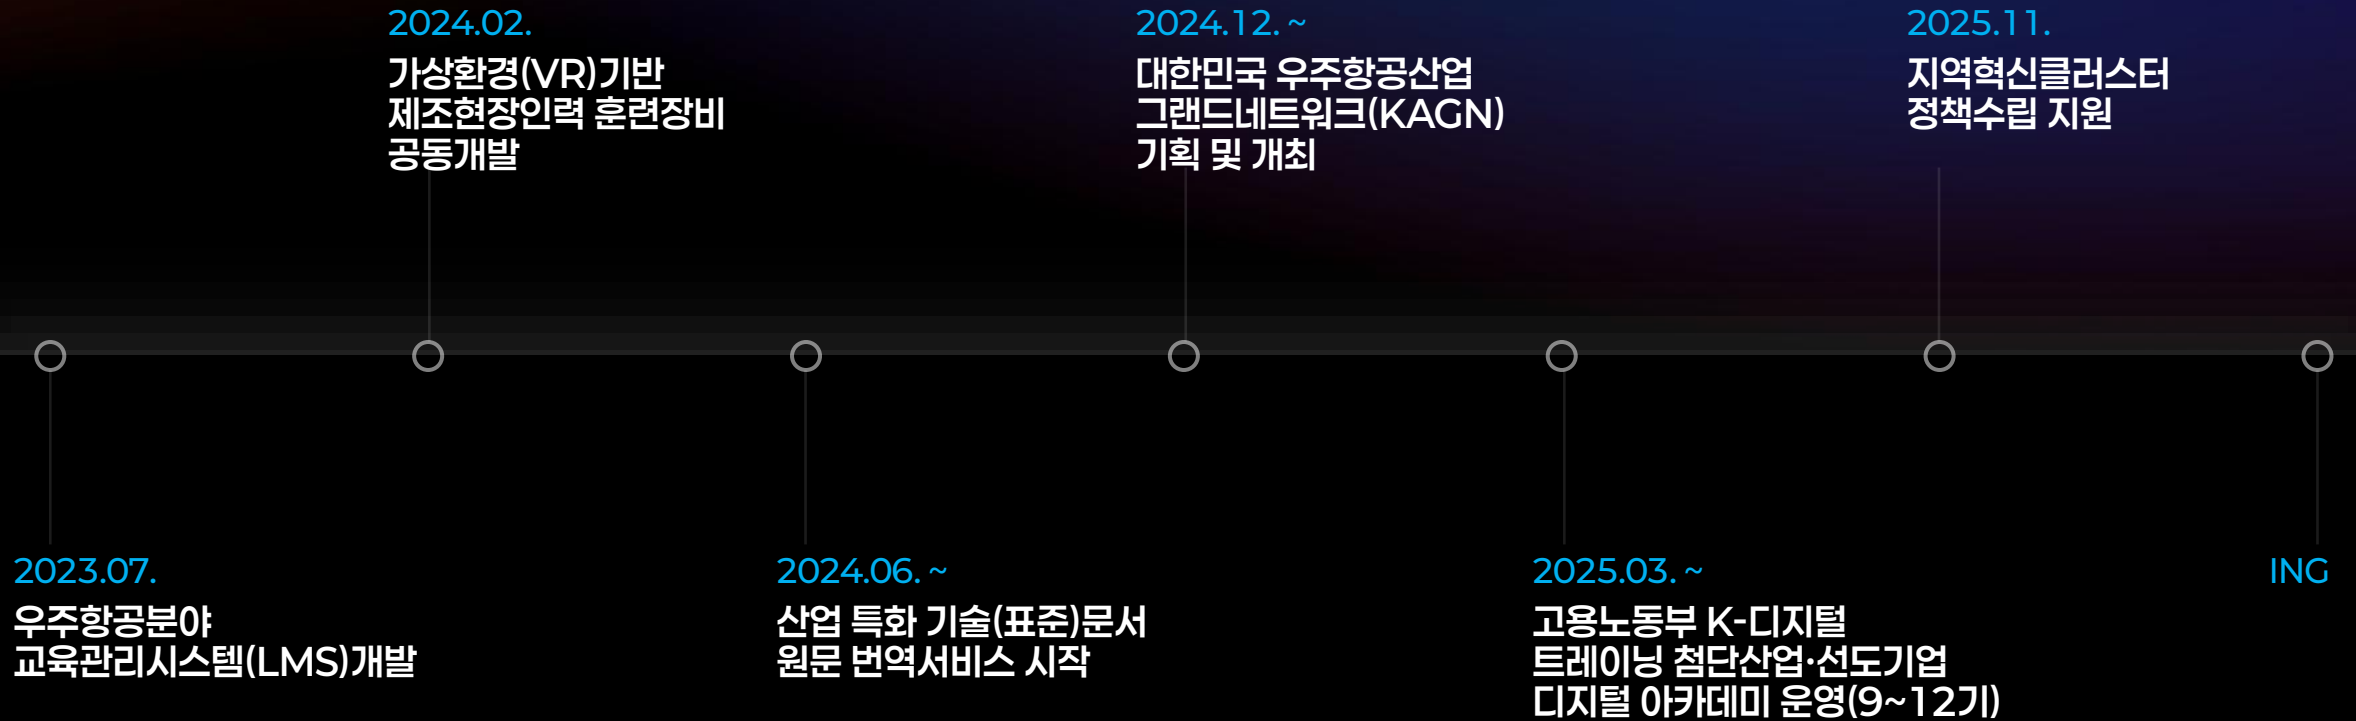 2024.02.
가상환경(VR)기반
제조현장인력 훈련장비
공동개발
2024.12. ~
대한민국 우주항공산업
그랜드네트워크(KAGN)
기획 및 개최
2025.11.
지역혁신클러스터
정책수립 지원
2023.07.
우주항공분야
교육관리시스템(LMS)개발
2024.06. ~
산업 특화 기술(표준)문서
원문 번역서비스 시작
2025.03. ~
고용노동부 K-디지털
트레이닝 첨단산업·선도기업
디지털 아카데미 운영(9~12기)
ING